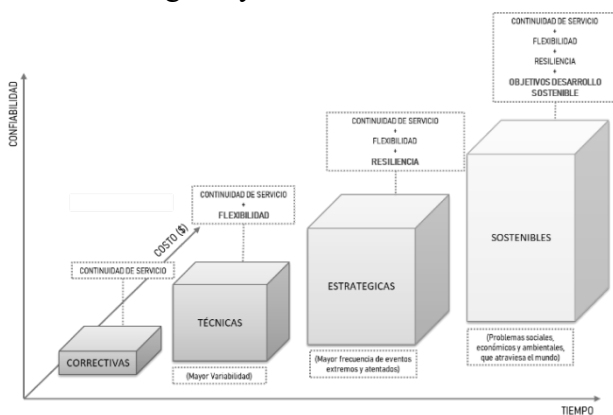 CONTINUIDAD DE SERVICIO
+
FLEXIBILIDAD
+
RESILIENCIA
+
OBJETIVOS DESARROLLO
SOSTENIBLE
CONTINUIDAD DE SERVICIO
+
FLEXIBILIDAD
+
RESILIENCIA
CONTINUIDAD DE SERVICIO
+
FLEXIBILIDAD
CONTINUIDAD DE SERVICIO
CONFIABILIDAD
COSTO ($)
CORRECTIVAS
TÉCNICAS
(Mayor Variabilidad)
ESTRATEGICAS
(Mayor frecuencia de eventos
extremos y atentados)
SOSTENIBLES
(Problemas sociales,
económicos y ambientales,
que atraviesa el mundo)
TIEMPO